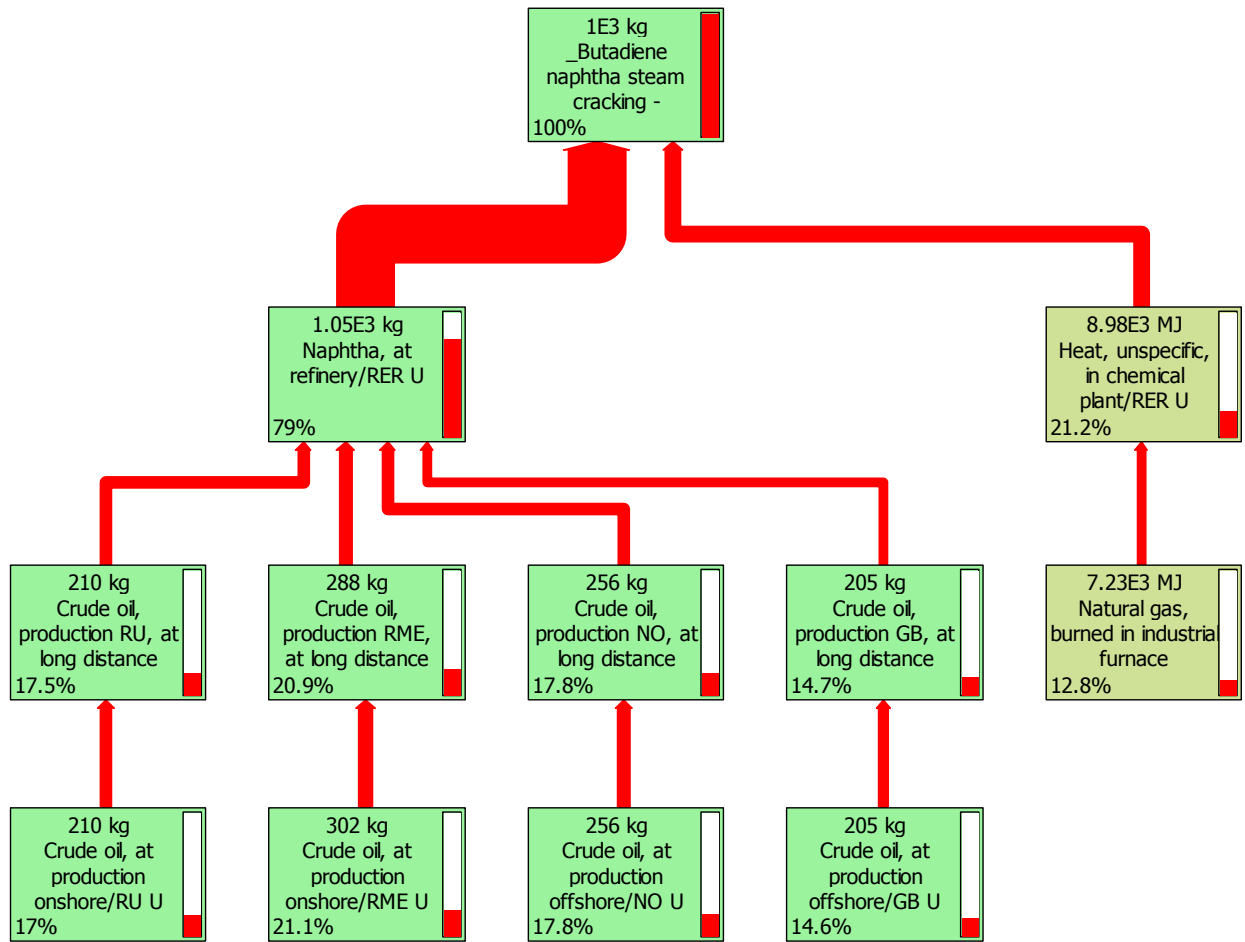 1E3 kg
_Butadiene
naphtha steam
cracking -
100%
1.05E3 kg
Naphtha, at
refinery/RER U
79%
8.98E3 MJ
Heat, unspecific,
in chemical
plant/RER U
21.2%
210 kg
Crude oil,
production RU, at
long distance
17.5%
288 kg
Crude oil,
production RME,
at long distance
20.9%
256 kg
Crude oil,
production NO, at
long distance
17.8%
205 kg
Crude oil,
production GB, at
long distance
14.7%
7.23E3 MJ
Natural gas,
burned in industrial
furnace
12.8%
210 kg
Crude oil, at
production
onshore/RU U
17%
302 kg
Crude oil, at
production
onshore/RME U
21.1%
256 kg
Crude oil, at
production
offshore/NO U
17.8%
205 kg
Crude oil, at
production
offshore/GB U
14.6%